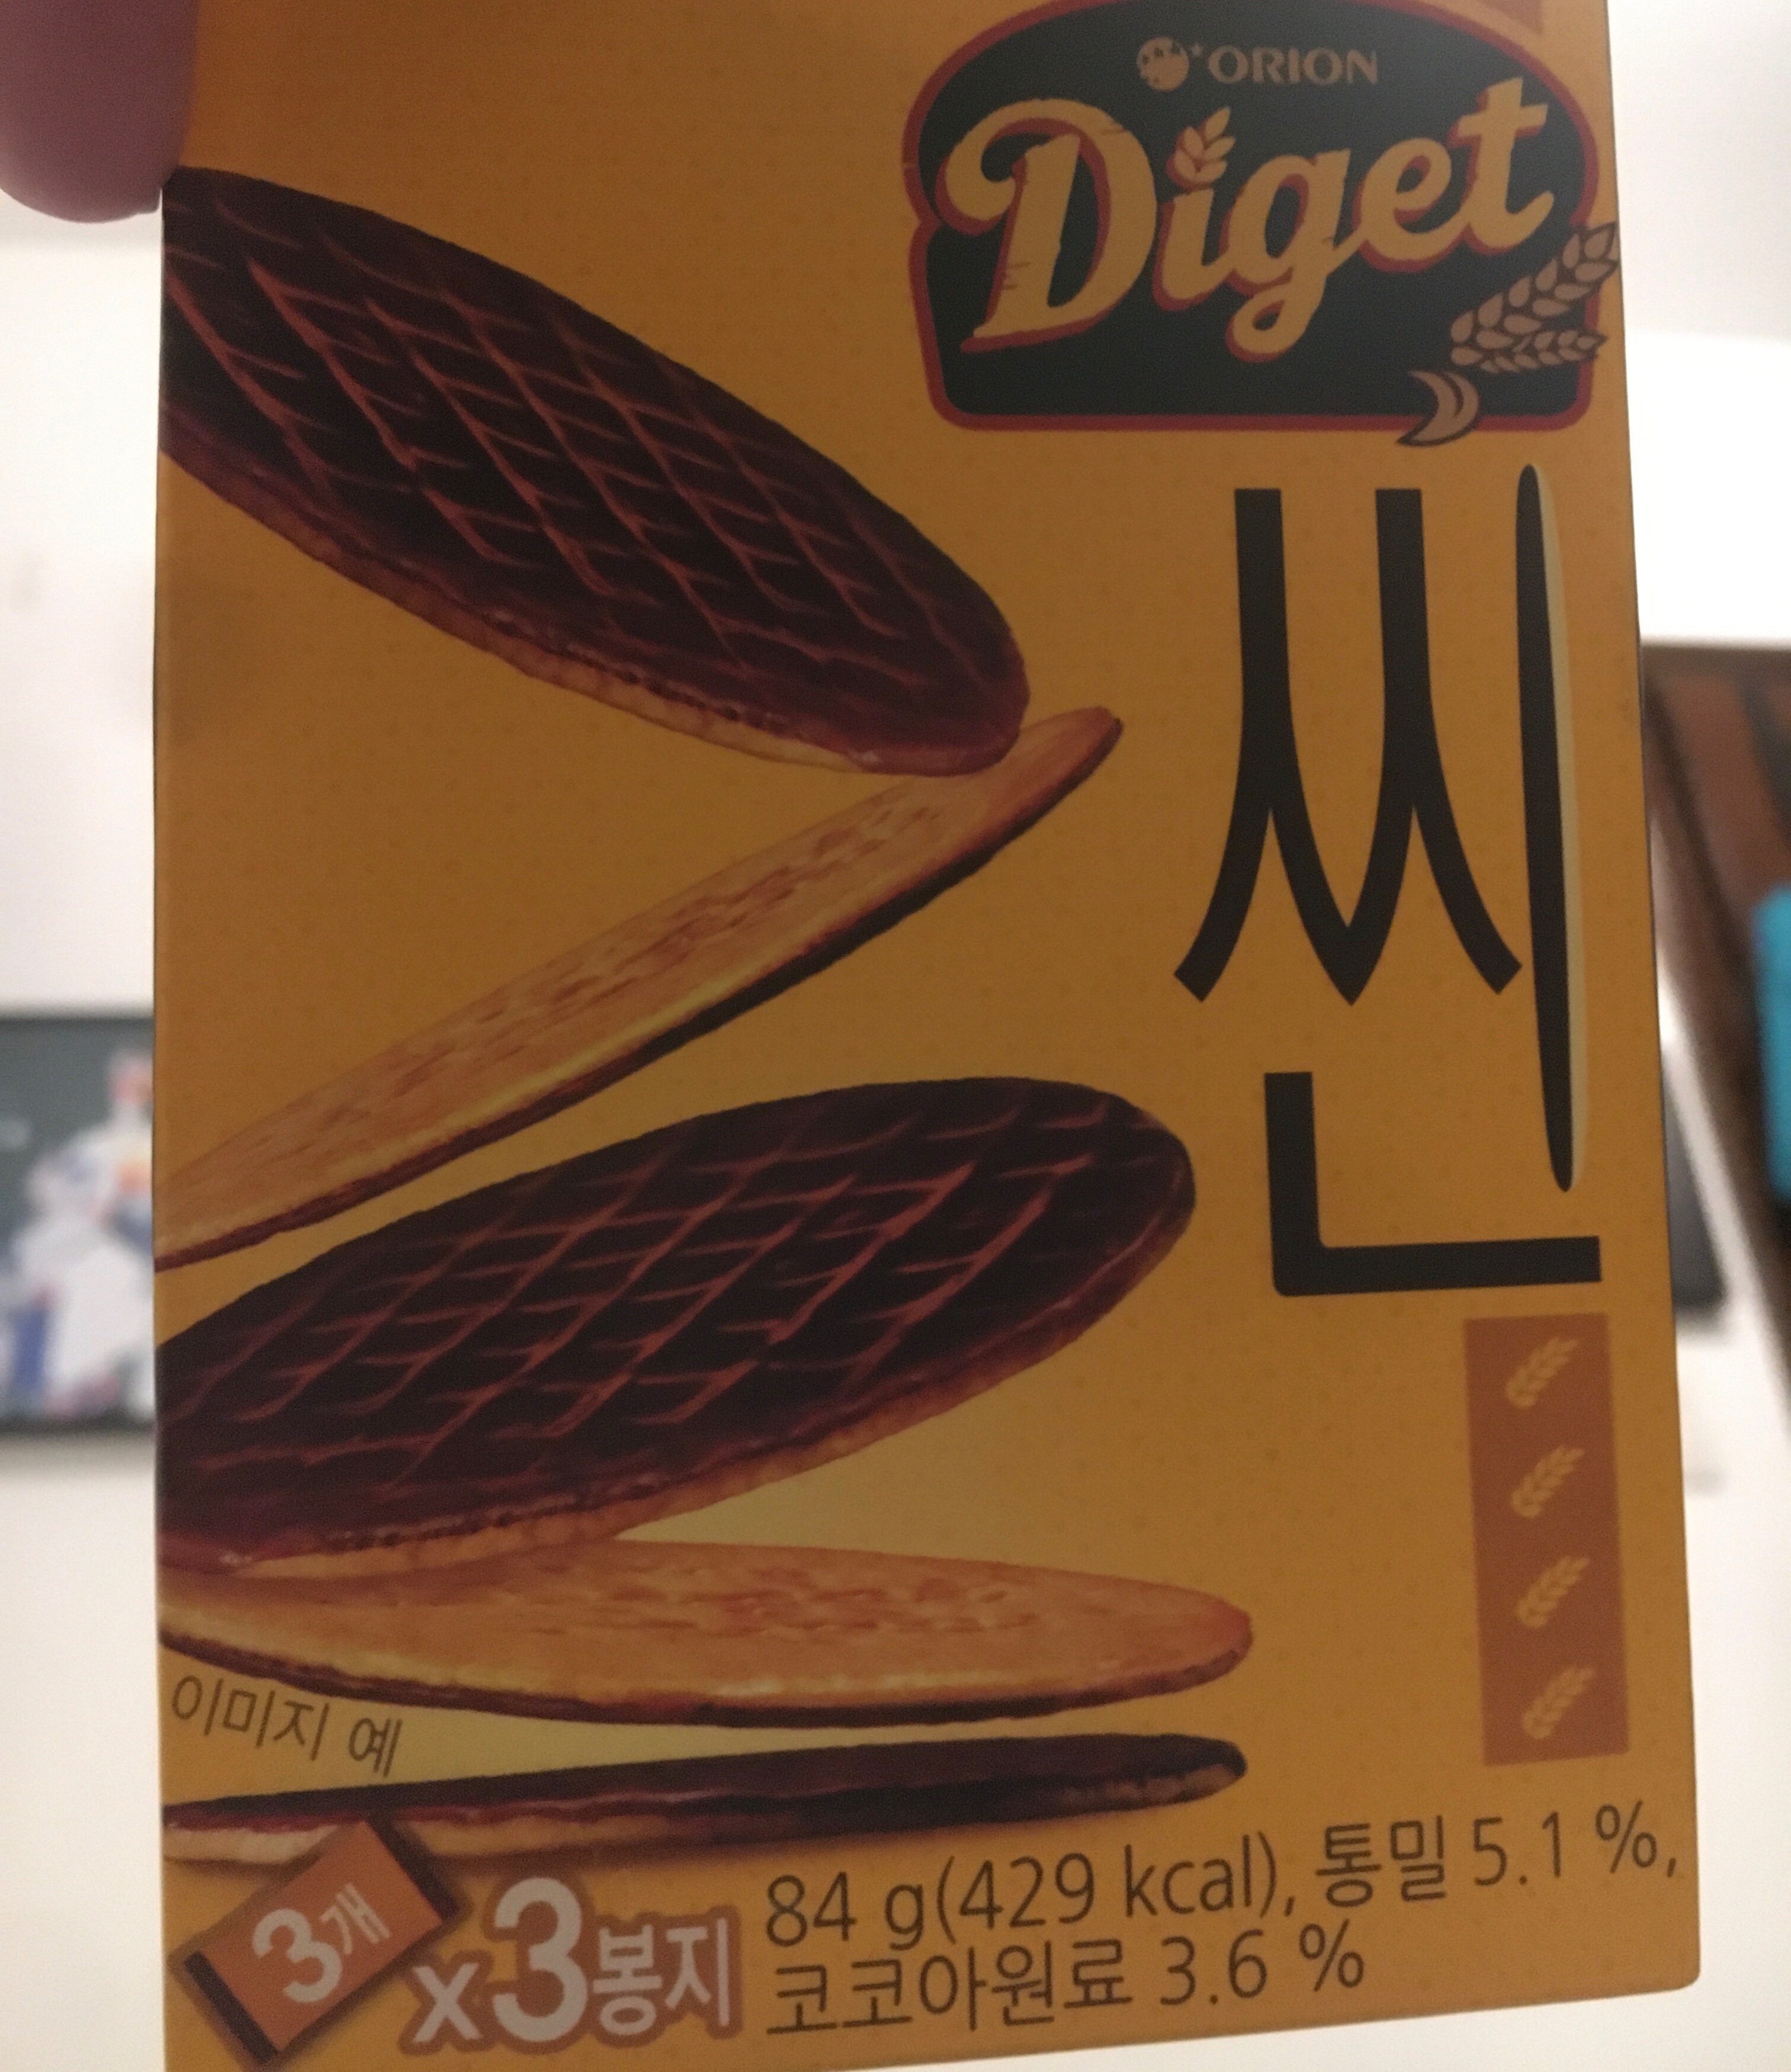 ORION
Diget
씬
이미지 예
3개
x3봉지
84 g(429 kcal), 통밀 5.1 %,
코코아원료 3.6 %